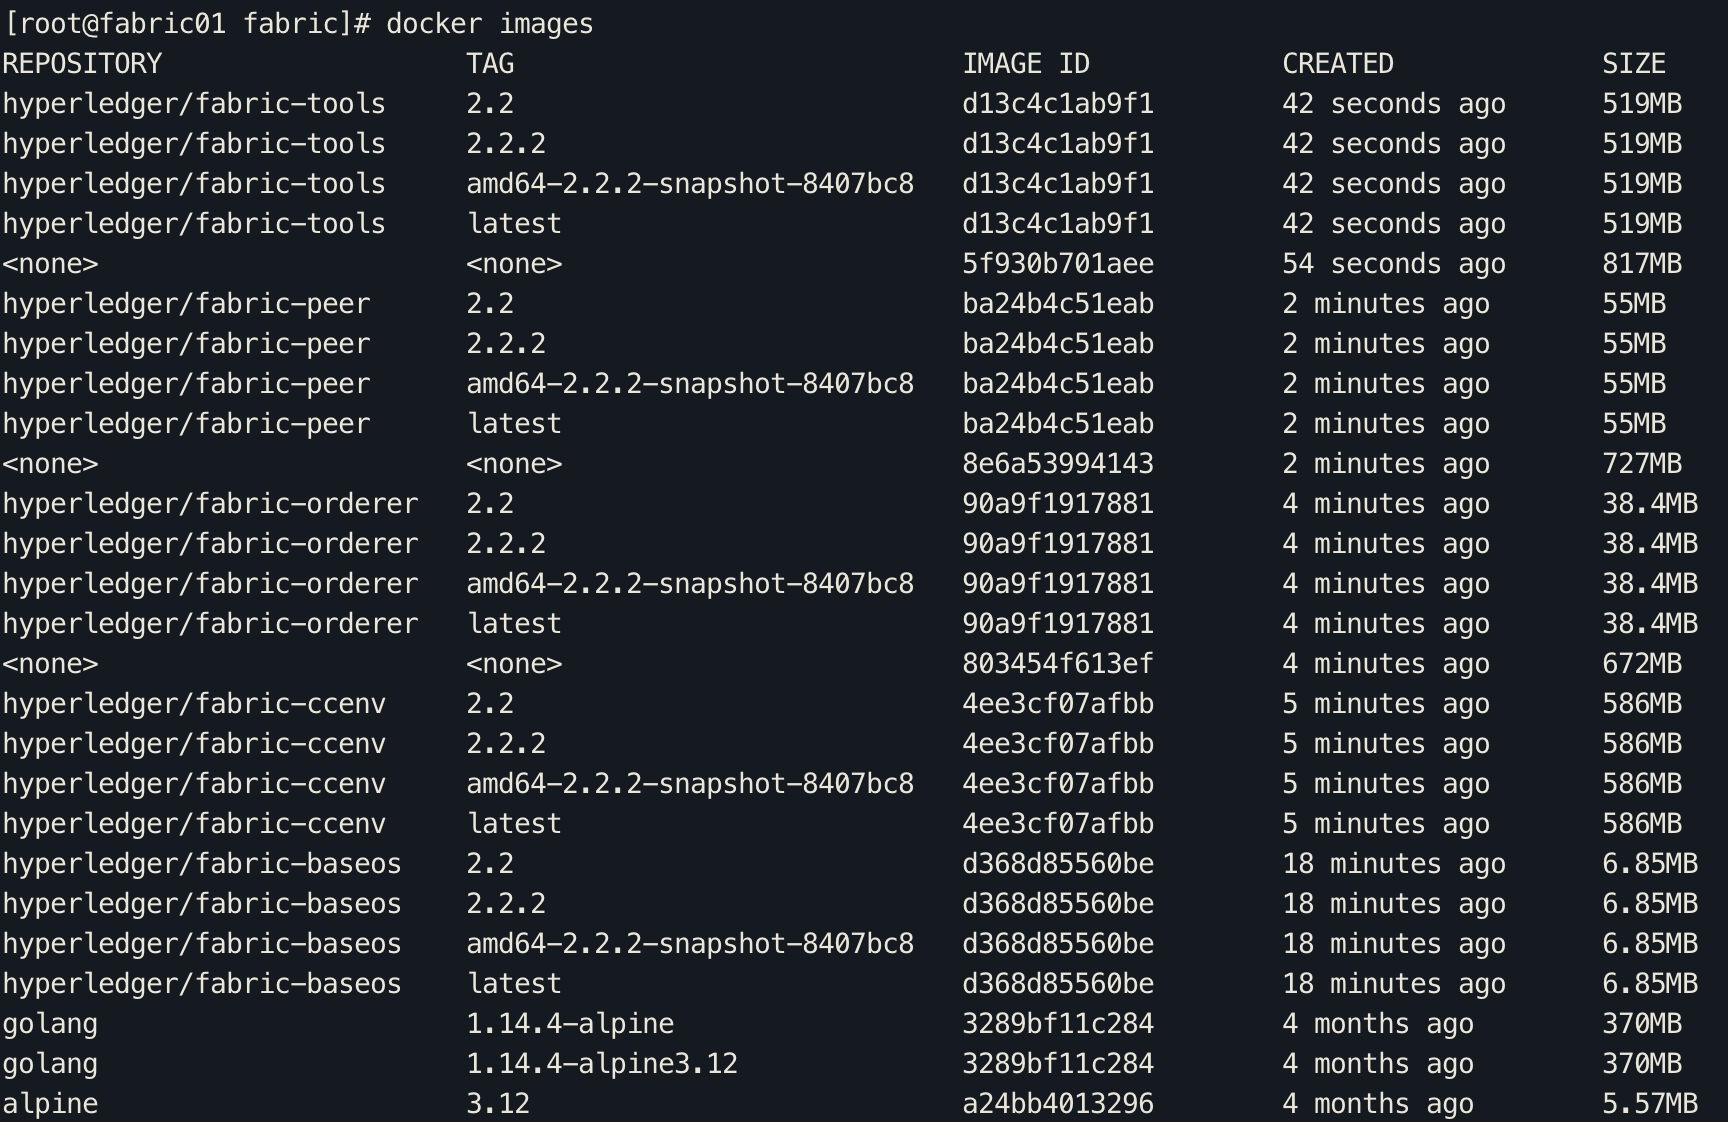 [root@fabric01 fabric]# docker images
REPOSITORY TAG IMAGE ID CREATED SIZE
hyperledger/fabric-tools 2.2 d13c4c1ab9f1 42 seconds ago 519MB
hyperledger/fabric-tools 2.2.2 d13c4c1ab9f1 42 seconds ago 519MB
hyperledger/fabric-tools amd64-2.2.2-snapshot-8407bc8 d13c4c1ab9f1 42 seconds ago 519MB
hyperledger/fabric-tools latest d13c4c1ab9f1 42 seconds ago 519MB
<none> <none> 5f930b701aee 54 seconds ago 817MB
hyperledger/fabric-peer 2.2 ba24b4c51eab 2 minutes ago 55MB
hyperledger/fabric-peer 2.2.2 ba24b4c51eab 2 minutes ago 55MB
hyperledger/fabric-peer amd64-2.2.2-snapshot-8407bc8 ba24b4c51eab 2 minutes ago 55MB
hyperledger/fabric-peer latest ba24b4c51eab 2 minutes ago 55MB
<none> <none> 8e6a53994143 2 minutes ago 727MB
hyperledger/fabric-orderer 2.2 90a9f1917881 4 minutes ago 38.4MB
hyperledger/fabric-orderer 2.2.2 90a9f1917881 4 minutes ago 38.4MB
hyperledger/fabric-orderer amd64-2.2.2-snapshot-8407bc8 90a9f1917881 4 minutes ago 38.4MB
hyperledger/fabric-orderer latest 90a9f1917881 4 minutes ago 38.4MB
<none> <none> 803454f613ef 4 minutes ago 672MB
hyperledger/fabric-ccenv 2.2 4ee3cf07afbb 5 minutes ago 586MB
hyperledger/fabric-ccenv 2.2.2 4ee3cf07afbb 5 minutes ago 586MB
hyperledger/fabric-ccenv amd64-2.2.2-snapshot-8407bc8 4ee3cf07afbb 5 minutes ago 586MB
hyperledger/fabric-ccenv latest 4ee3cf07afbb 5 minutes ago 586MB
hyperledger/fabric-baseos 2.2 d368d85560be 18 minutes ago 6.85MB
hyperledger/fabric-baseos 2.2.2 d368d85560be 18 minutes ago 6.85MB
hyperledger/fabric-baseos amd64-2.2.2-snapshot-8407bc8 d368d85560be 18 minutes ago 6.85MB
hyperledger/fabric-baseos latest d368d85560be 18 minutes ago 6.85MB
golang 1.14.4-alpine 3289bf11c284 4 months ago 370MB
golang 1.14.4-alpine3.12 3289bf11c284 4 months ago 370MB
alpine 3.12 a24bb4013296 4 months ago 5.57MB